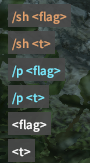 /sh <flag>
/sh <t>
/p <flag>
/p <t>
<flag>
<t>